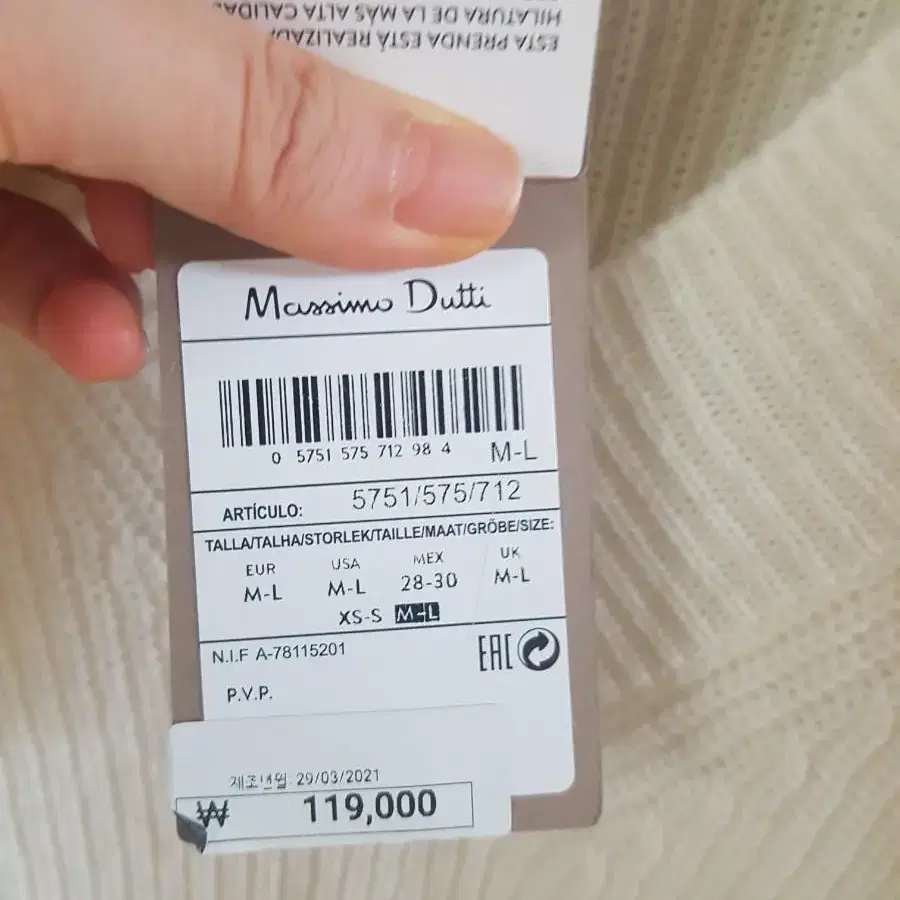 ESTA PRENDA ESTÁ REALIZADA
HILATURA DE LA MÁS ALTA CALIDAD
Massimo Dutti
0 5751 575 712 98 4
M-L
ARTÍCULO: 5751/575/712
TALLA/TALHA/STORLEK/TAILLE/MAAT/GRÖBE/SIZE:
EUR USA MEX UK
M-L M-L 28-30 M-L
XS-S M-L
N.I.F A-78115201
EAC
P.V.P.
제조년월 29/03/2021
₩ 119,000